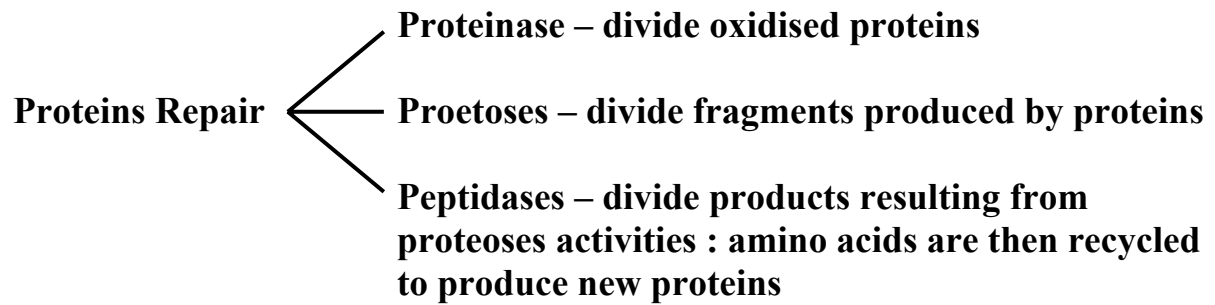 Proteinase – divide oxidised proteins
Proteins Repair
Proetoses – divide fragments produced by proteins
Peptidases – divide products resulting from
proteoses activities : amino acids are then recycled
to produce new proteins